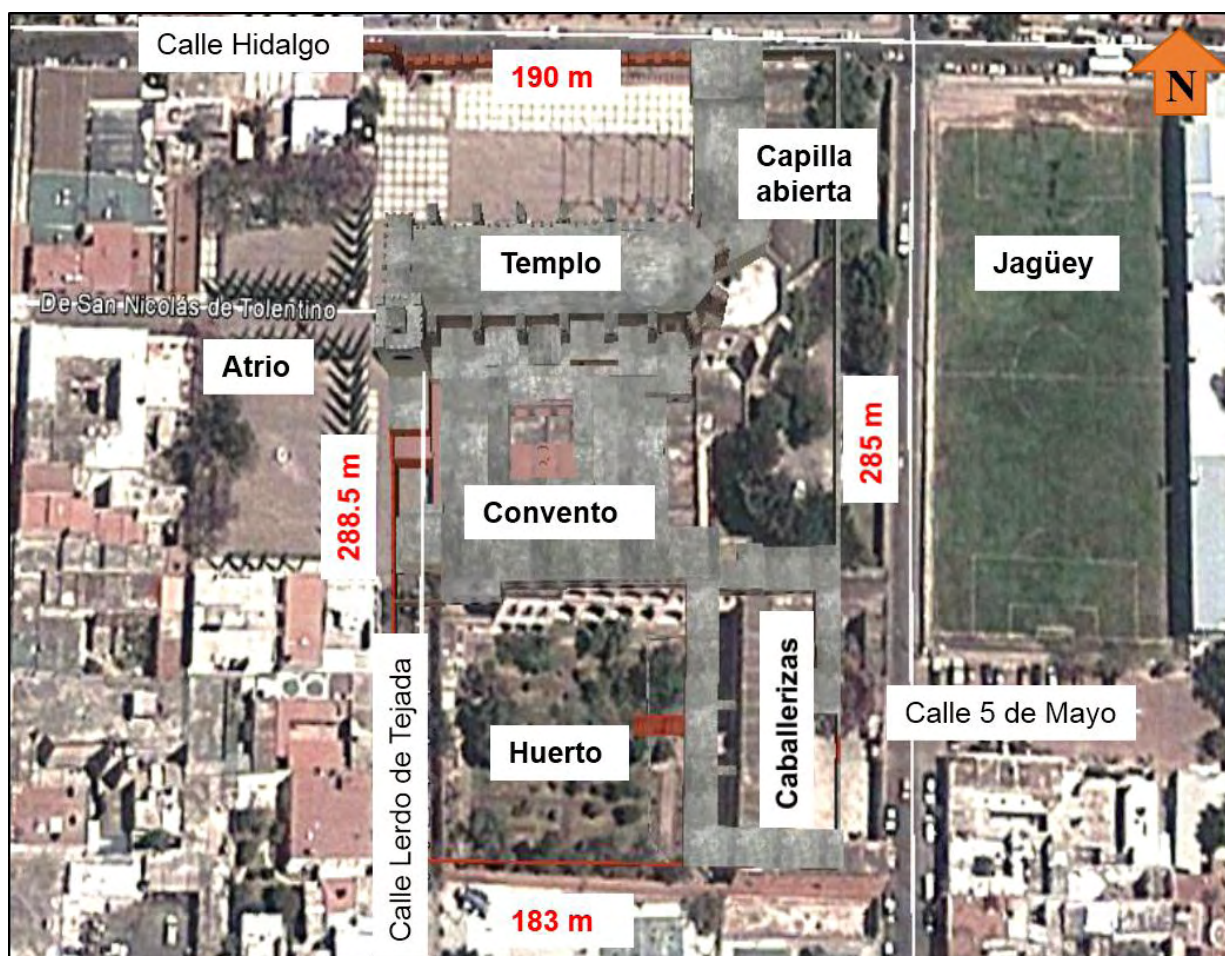 Calle Hidalgo
190 m
N
Capilla
abierta
Templo
Jagüey
De San Nicolás de Tolentino
Atrio
288.5 m
285 m
Convento
Calle Lerdo de Tejada
Caballerizas
Calle 5 de Mayo
Huerto
183 m